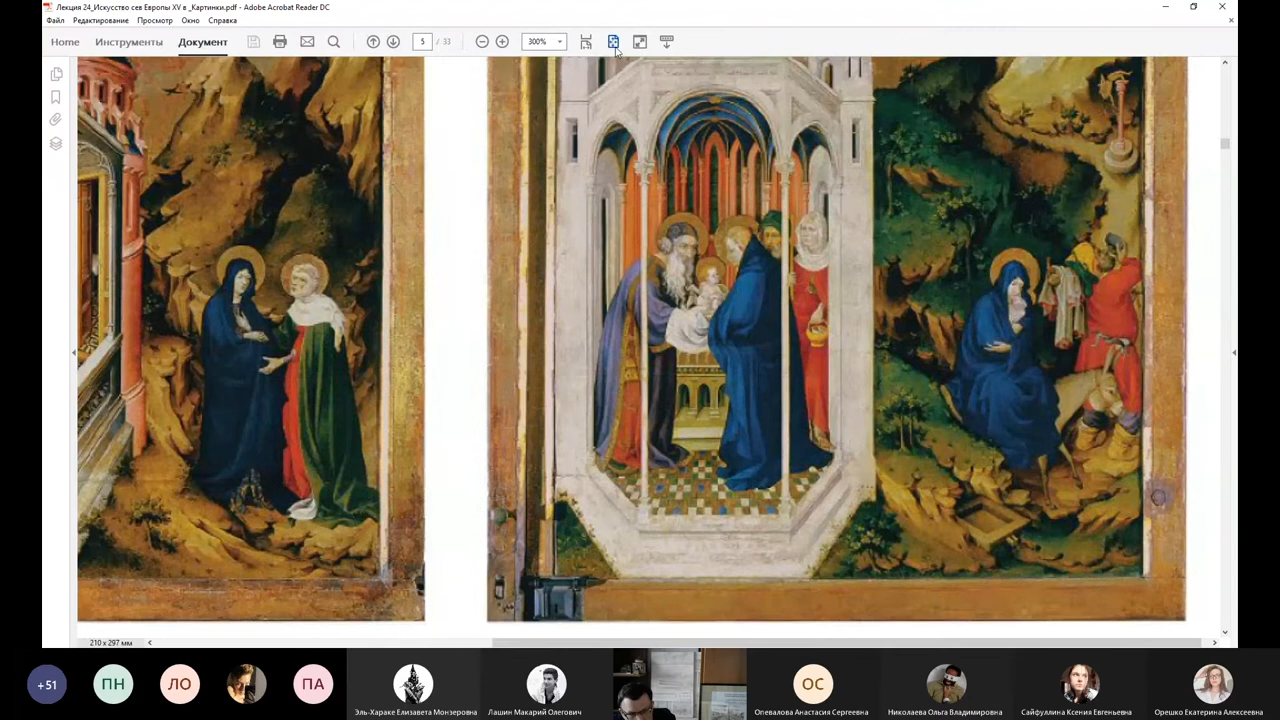 Лекция 24_Искусство сев Европы XV в _Картинки.pdf - Adobe Acrobat Reader DC
Файл Редактирование Просмотр Окно Справка
Home Инструменты Документ 5 / 33 300%
210 x 297 мм
+51 ПН ЛО ПА ОС
Эль-Хараке Елизавета Монзеровна Лашин Макарий Олегович Опевалова Анастасия Сергеевна Николаева Ольга Владимировна Сайфуллина Ксения Евгеньевна Орешко Екатерина Алексеевна